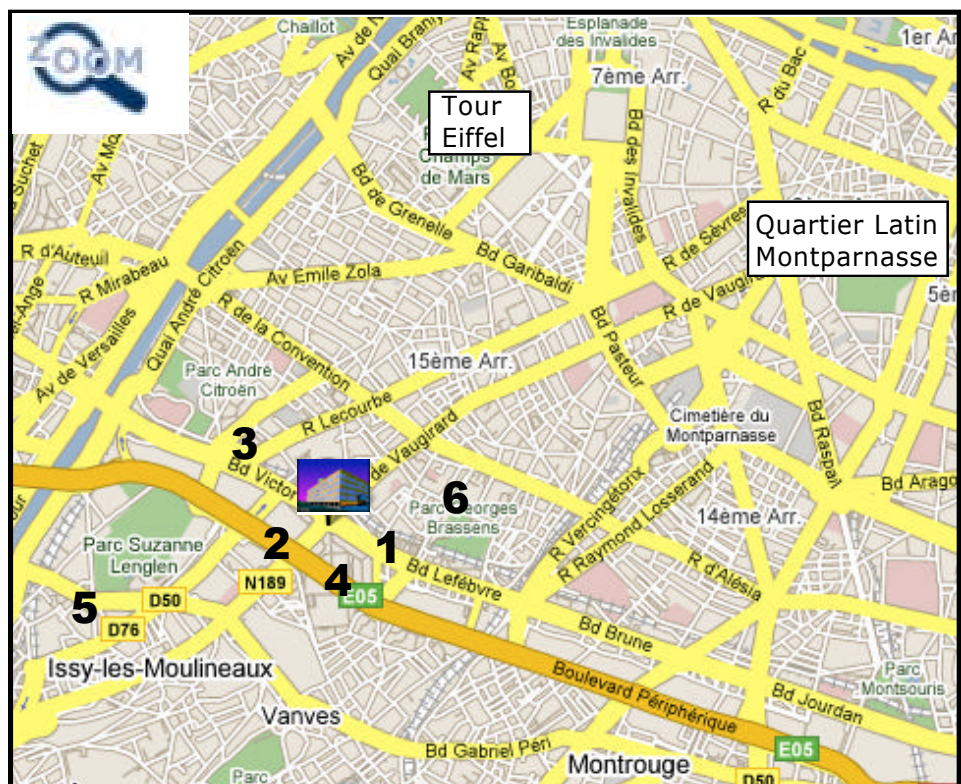 ZOOM
Chaillot
Av de N
Quai Branly
Av Rapp
Av Bo
Esplanade
des Invalides
1er Ar
7ème Arr.
R du Bac
Tour
Eiffel
Champs
de Mars
Bd des Invalides
Suchet
Av Mo
Bd de Grenelle
Quartier Latin
Montparnasse
R de Sèvres
R d'Auteuil
R Mirabeau
Quai André Citroën
Av Emile Zola
Bd Garibaldi
R de Vaugira
5èr
el-Ange
Av de Versailles
R de la Convention
Bd Pasteur
15ème Arr.
Parc André
Citroën
R Lecourbe
Cimetière du
Montparnasse
Bd Raspail
3
Bd Victor
de Vaugirard
Bd Arago
6
Parc Georges
Brassens
R Vercingétorix
R Raymond Losserand
14ème Arr.
Parc Suzanne
Lenglen
2
1
R d'Alésia
N189
4
E05
Bd Lefèbvre
5
D50
D76
Bd Brune
Issy-les-Moulineaux
Boulevard Périphérique
Parc
Montsouris
Bd Jourdan
Vanves
Bd Gabriel Peri
E05
Montrouge
D50
Parc